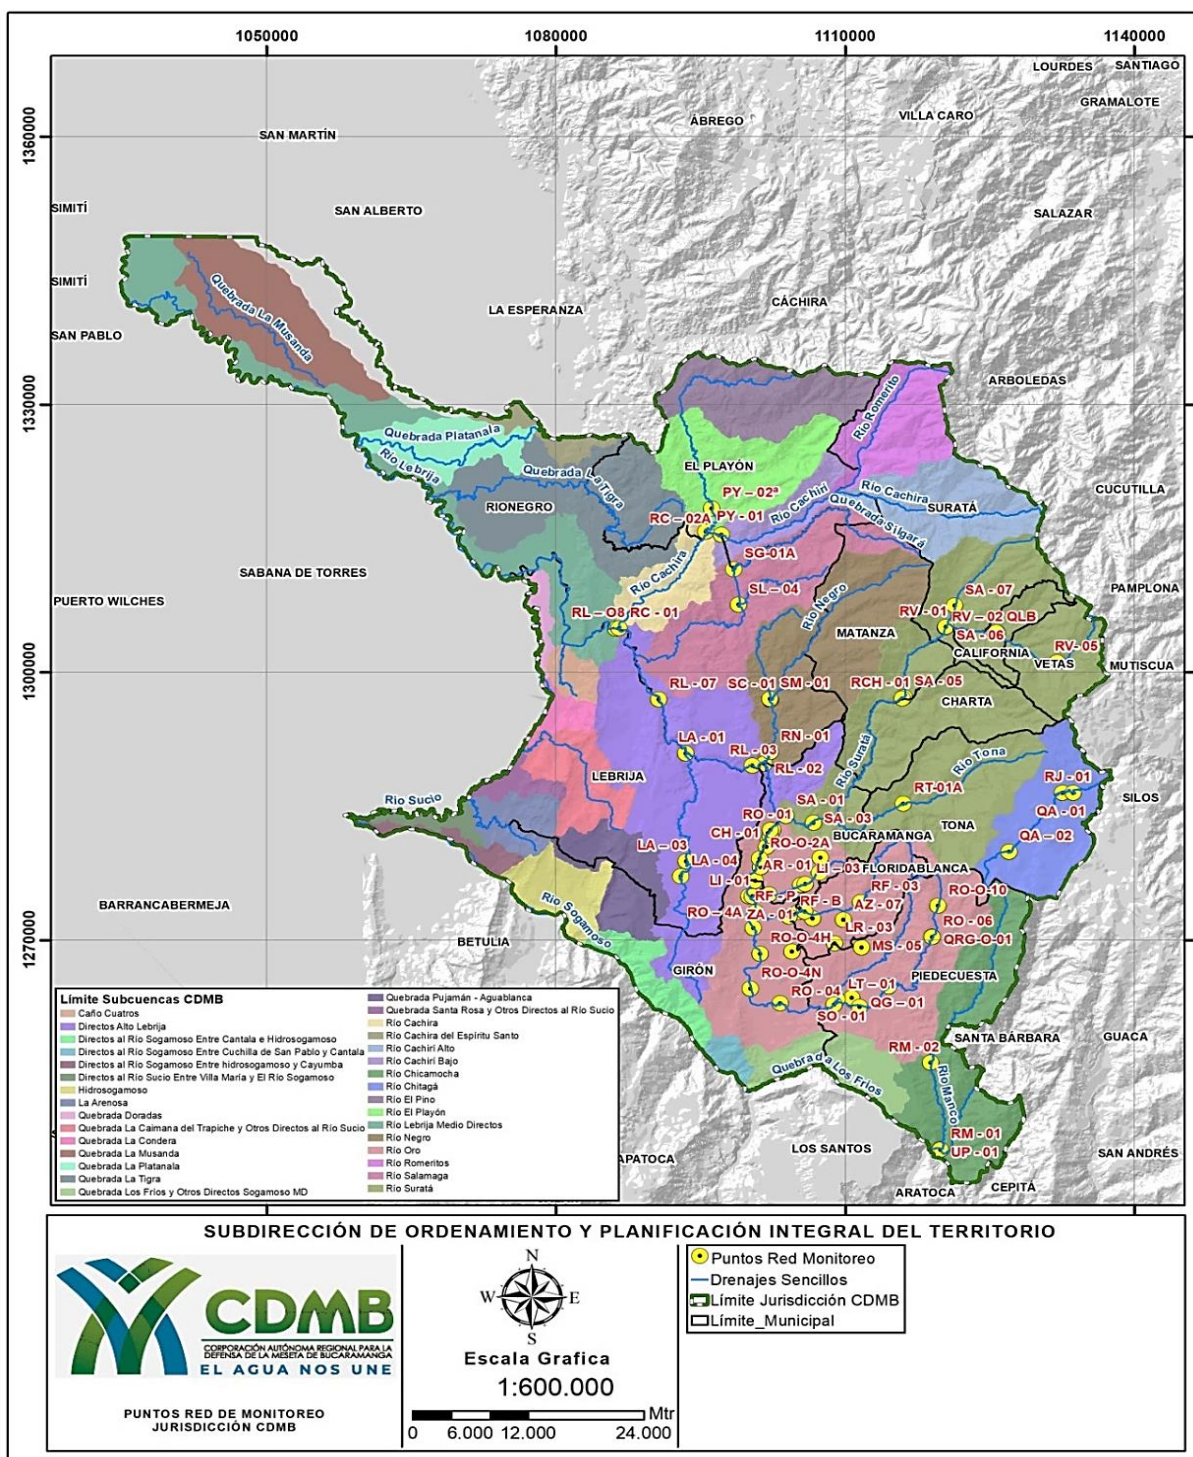 1050000 1080000 1110000 1140000
LOURDES SANTIAGO
GRAMALOTE
VILLA CARO
ÁBREGO
SAN MARTÍN
1360000
SIMITÍ
SAN ALBERTO
SALAZAR
SIMITÍ
CÁCHIRA
LA ESPERANZA
SAN PABLO
Quebrada La Musanda
ARBOLEDAS
1330000
Río Romerito
Quebrada Platanala
EL PLAYÓN
Río Lebrija
Quebrada La Tigra
CUCUTILLA
PY – 02ª
Río Cachirí
Río Cachira
SURATÁ
RIONEGRO
RC – 02A
PY - 01
Quebrada Silgará
SG-01A
Río Cachira
SABANA DE TORRES
SL – 04
Río Negro
SA - 07
PAMPLONA
PUERTO WILCHES
RL – O8
RC - 01
RV - 01
RV – 02
QLB
MATANZA
SA - 06
CALIFORNIA
RV- 05
VETAS
MUTISCUA
1300000
RL - 07
SC - 01
SM - 01
RCH - 01
SA - 05
CHARTA
LA - 01
RL - 03
RN - 01
RL - 02
Río Suratá
Río Tona
LEBRIJA
RJ - 01
SILOS
Río Sucio
RT-01A
QA - 01
RO - 01
SA - 01
SA - 03
TONA
CH - 01
BUCARAMANGA
QA – 02
RO-O-2A
LA – 03
LA - 04
AR - 01
LI – 03
FLORIDABLANCA
LI - 01
RF - 03
RO-O-10
RF – P
RF - B
AZ - 07
BARRANCABERMEJA
Río Sogamoso
RO – 4A
ZA - 01
LR - 03
RO - 06
BETULIA
RO-O-4H
MS - 05
QRG-O-01
1270000
GIRÓN
RO-O-4N
PIEDECUESTA
RO - 04
LT – 01
SO - 01
QG – 01
SANTA BÁRBARA
GUACA
RM - 02
Quebrada Los Fríos
Río Manco
LOS SANTOS
RM - 01
UP - 01
SAN ANDRÉS
CEPITÁ
ARATOCA
Límite Subcuencas CDMB
Caño Cuatros
Directos Alto Lebrija
Directos al Río Sogamoso Entre Cantala e Hidrosogamoso
Directos al Río Sogamoso Entre Cuchilla de San Pablo y Cantala
Directos al Río Sogamoso Entre hidrosogamoso y Cayumba
Directos al Río Sucio Entre Villa María y El Río Sogamoso
Hidrosogamoso
La Arenosa
Quebrada Doradas
Quebrada La Caimana del Trapiche y Otros Directos al Río Sucio
Quebrada La Condera
Quebrada La Musanda
Quebrada La Platanala
Quebrada La Tigra
Quebrada Los Fríos y Otros Directos Sogamoso MD
Quebrada Pujamán - Aguablanca
Quebrada Santa Rosa y Otros Directos al Río Sucio
Río Cachira
Río Cachira del Espíritu Santo
Río Cachirí Alto
Río Cachirí Bajo
Río Chicamocha
Río Chitagá
Río El Pino
Río El Playón
Río Lebrija Medio Directos
Río Negro
Río Oro
Río Romeritos
Río Salamaga
Río Suratá
SUBDIRECCIÓN DE ORDENAMIENTO Y PLANIFICACIÓN INTEGRAL DEL TERRITORIO
CDMB
CORPORACIÓN AUTÓNOMA REGIONAL PARA LA
DEFENSA DE LA MESETA DE BUCARAMANGA
EL AGUA NOS UNE
PUNTOS RED DE MONITOREO
JURISDICCIÓN CDMB
N
W E
S
Escala Grafica
1:600.000
Mtr
0 6.000 12.000 24.000
Puntos Red Monitoreo
Drenajes Sencillos
Límite Jurisdicción CDMB
Límite_Municipal